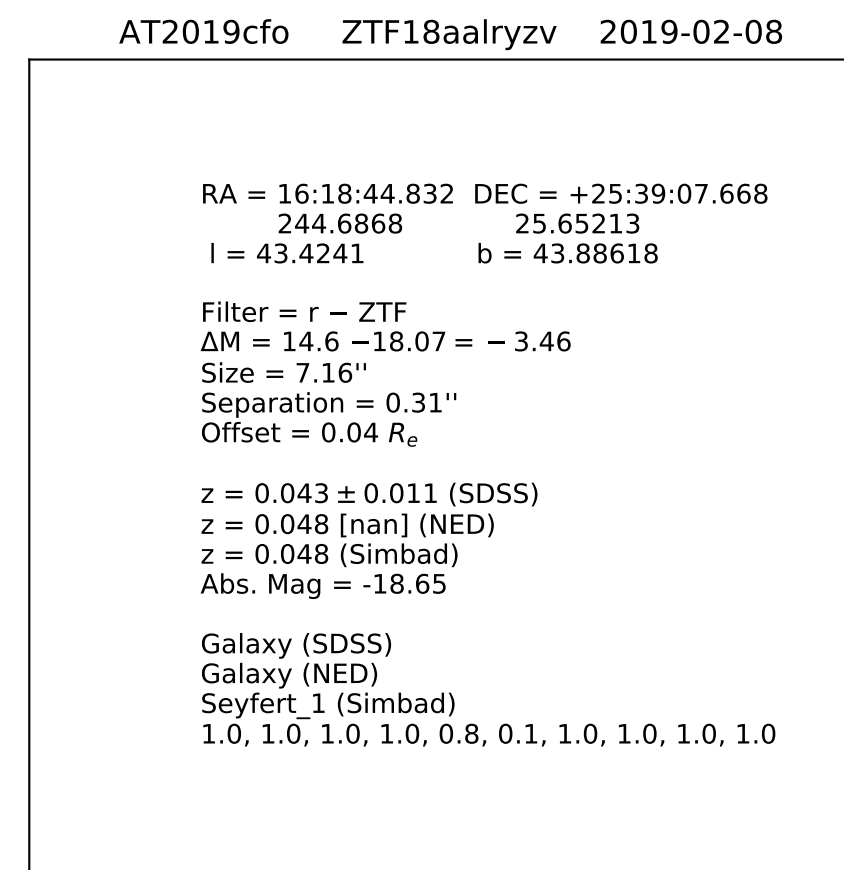 AT2019cfo ZTF18aalryzv 2019-02-08
RA = 16:18:44.832 DEC = +25:39:07.668
244.6868 25.65213
l = 43.4241 b = 43.88618
Filter = r − ZTF
ΔM = 14.6 −18.07 = − 3.46
Size = 7.16''
Separation = 0.31''
Offset = 0.04 Rₑ
z = 0.043 ± 0.011 (SDSS)
z = 0.048 [nan] (NED)
z = 0.048 (Simbad)
Abs. Mag = -18.65
Galaxy (SDSS)
Galaxy (NED)
Seyfert_1 (Simbad)
1.0, 1.0, 1.0, 1.0, 0.8, 0.1, 1.0, 1.0, 1.0, 1.0